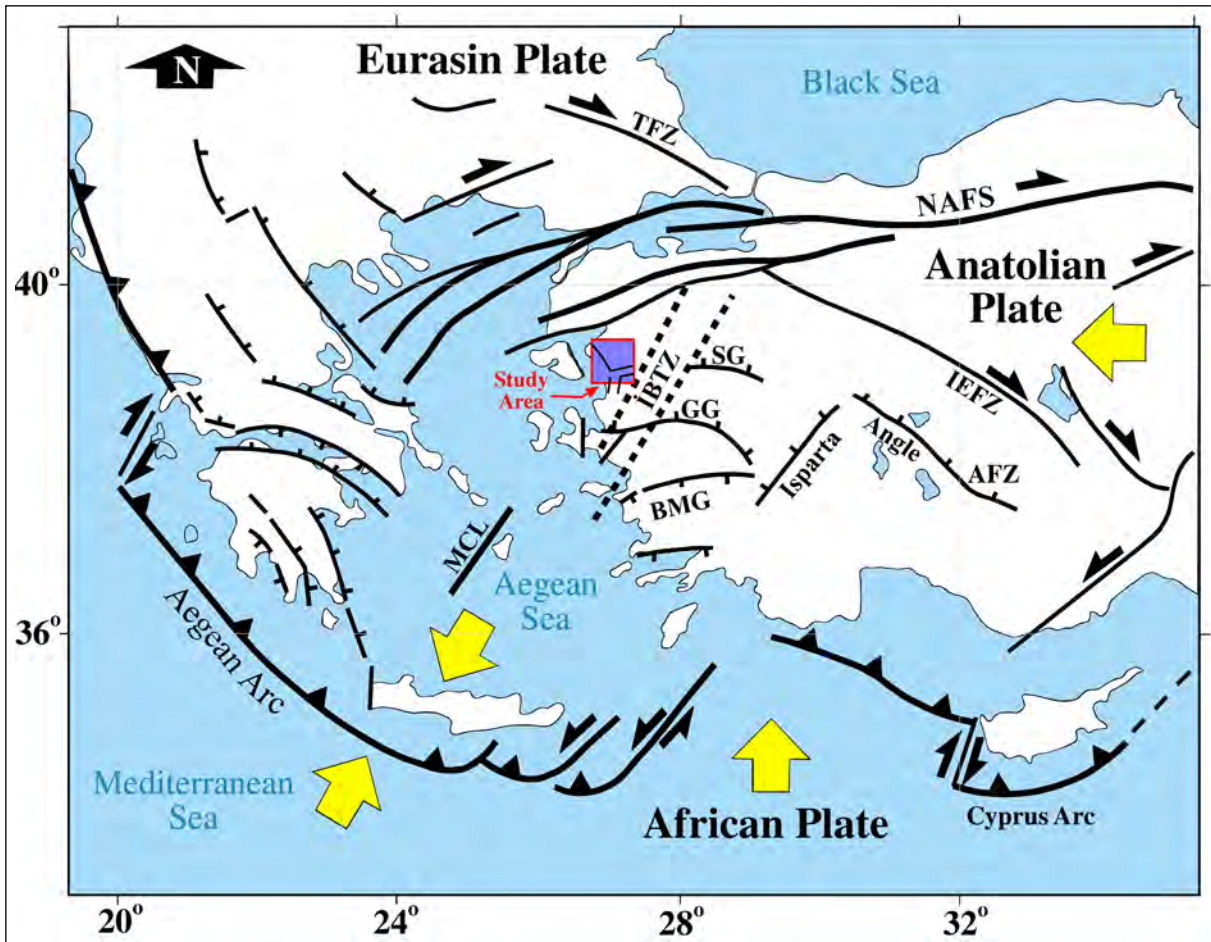 N
Eurasin Plate
Black Sea
TFZ
NAFS
40°
Anatolian
Plate
Study
Area
İBTZ
SG
IEFZ
GG
Isparta
Angle
AFZ
BMG
MCL
Aegean
Sea
36°
Aegean Arc
Mediterranean
Sea
African Plate
Cyprus Arc
20°
24°
28°
32°